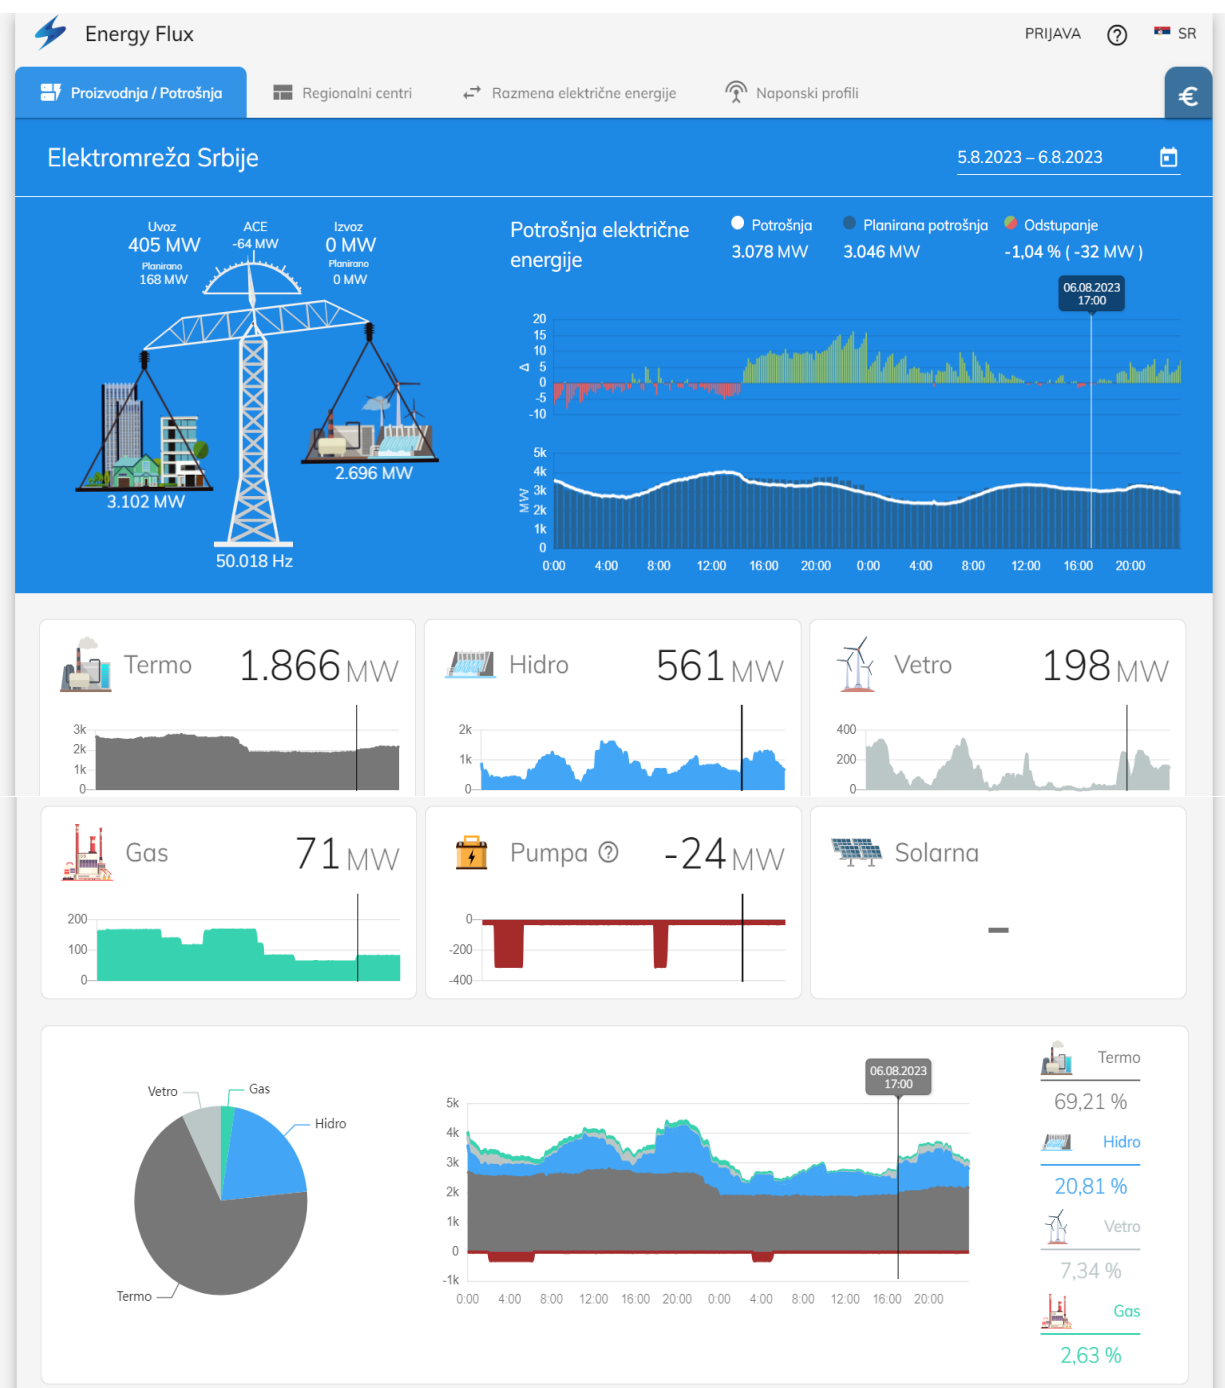 Energy Flux
PRIJAVA
SR
Proizvodnja / Potrošnja
Regionalni centri
Razmena električne energije
Naponski profili
€
Elektromreža Srbije
5.8.2023 – 6.8.2023
Uvoz
405 MW
Planirano
168 MW
ACE
-64 MW
Izvoz
0 MW
Planirano
0 MW
3.102 MW
2.696 MW
50.018 Hz
Potrošnja električne
energije
Potrošnja
3.078 MW
Planirana potrošnja
3.046 MW
Odstupanje
-1,04 % ( -32 MW )
06.08.2023
17:00
20
15
10
5
0
-5
-10
Δ
5k
4k
3k
2k
1k
0
MW
0:00 4:00 8:00 12:00 16:00 20:00 0:00 4:00 8:00 12:00 16:00 20:00
Termo 1.866 MW
3k
2k
1k
0
Hidro 561 MW
2k
1k
0
Vetro 198 MW
400
200
0
Gas 71 MW
200
100
0
Pumpa ? -24 MW
0
-200
-400
Solarna
–
Vetro
Gas
Hidro
Termo
06.08.2023
17:00
5k
4k
3k
2k
1k
0
-1k
0:00 4:00 8:00 12:00 16:00 20:00 0:00 4:00 8:00 12:00 16:00 20:00
Termo
69,21 %
Hidro
20,81 %
Vetro
7,34 %
Gas
2,63 %